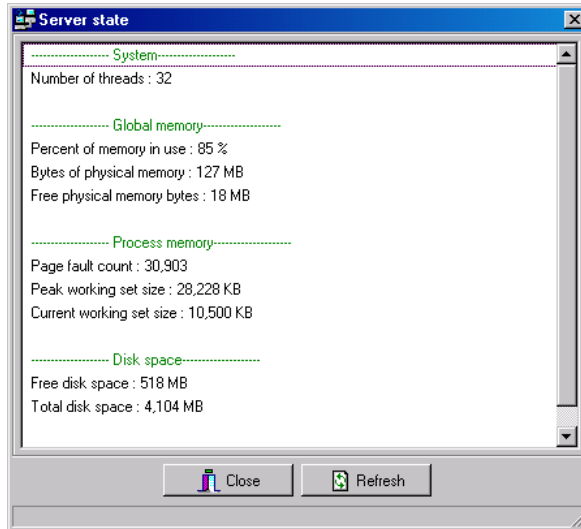 Server state
------------------- System-------------------
Number of threads : 32
------------------- Global memory-------------------
Percent of memory in use : 85 %
Bytes of physical memory : 127 MB
Free physical memory bytes : 18 MB
------------------- Process memory-------------------
Page fault count : 30,903
Peak working set size : 28,228 KB
Current working set size : 10,500 KB
------------------- Disk space-------------------
Free disk space : 518 MB
Total disk space : 4,104 MB
Close Refresh